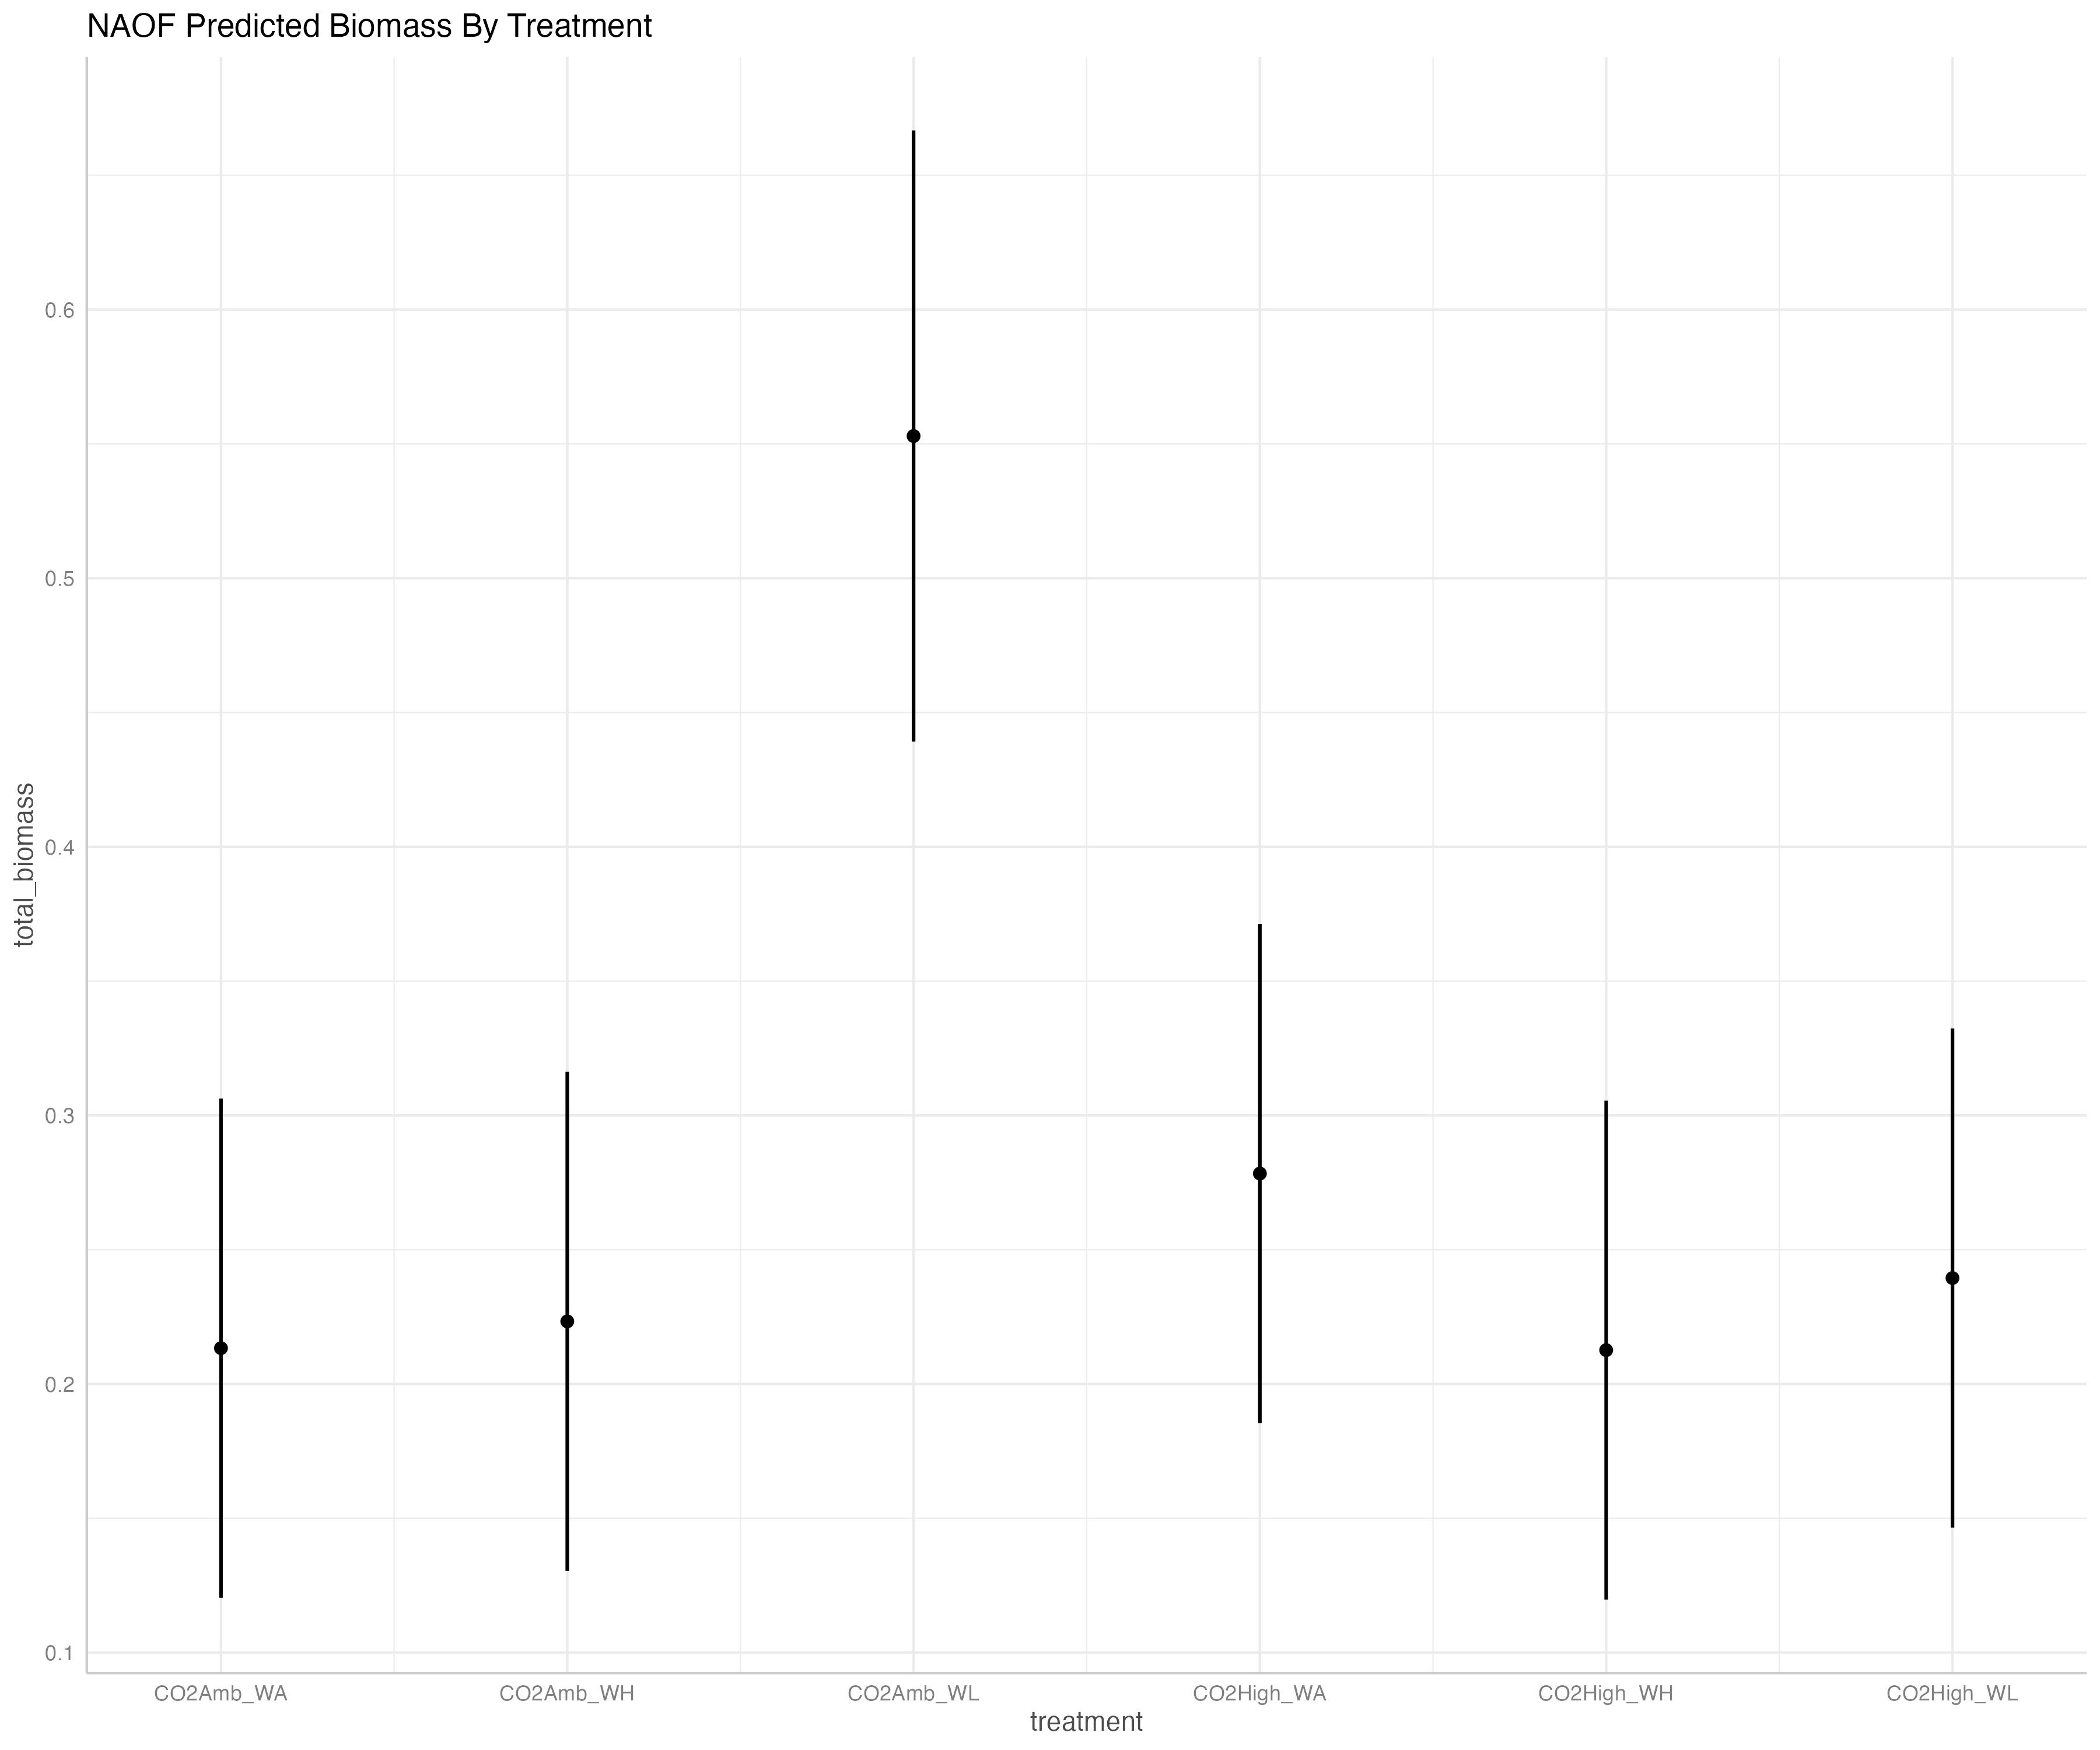 NAOF Predicted Biomass By Treatment
total_biomass
0.6
0.5
0.4
0.3
0.2
0.1
CO2Amb_WA CO2Amb_WH CO2Amb_WL CO2High_WA CO2High_WH CO2High_WL
treatment